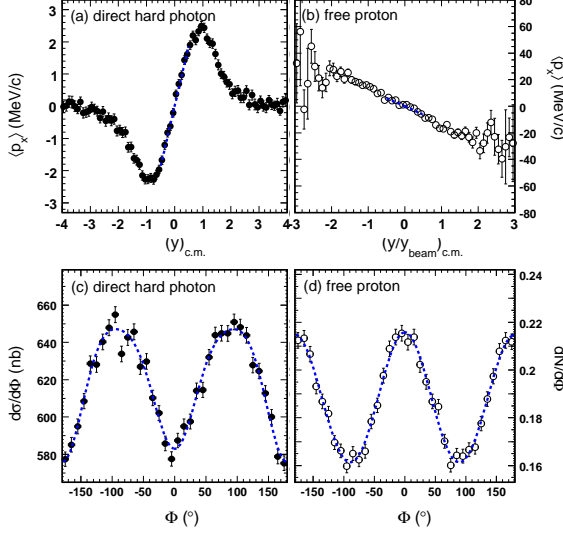 (a) direct hard photon
(b) free proton
3
2
1
0
-1
-2
-3
⟨pₓ⟩ (MeV/c)
80
60
40
20
0
-20
-40
-60
-80
⟨pₓ⟩ (MeV/c)
-4 -3 -2 -1 0 1 2 3 4
-3 -2 -1 0 1 2 3
(y)c.m.
(y/ybeam)c.m.
(c) direct hard photon
(d) free proton
660
640
620
600
580
dσ/dΦ (nb)
0.24
0.22
0.2
0.18
0.16
dN/dΦ
-150 -100 -50 0 50 100 150
-150 -100 -50 0 50 100 150
Φ (°)
Φ (°)